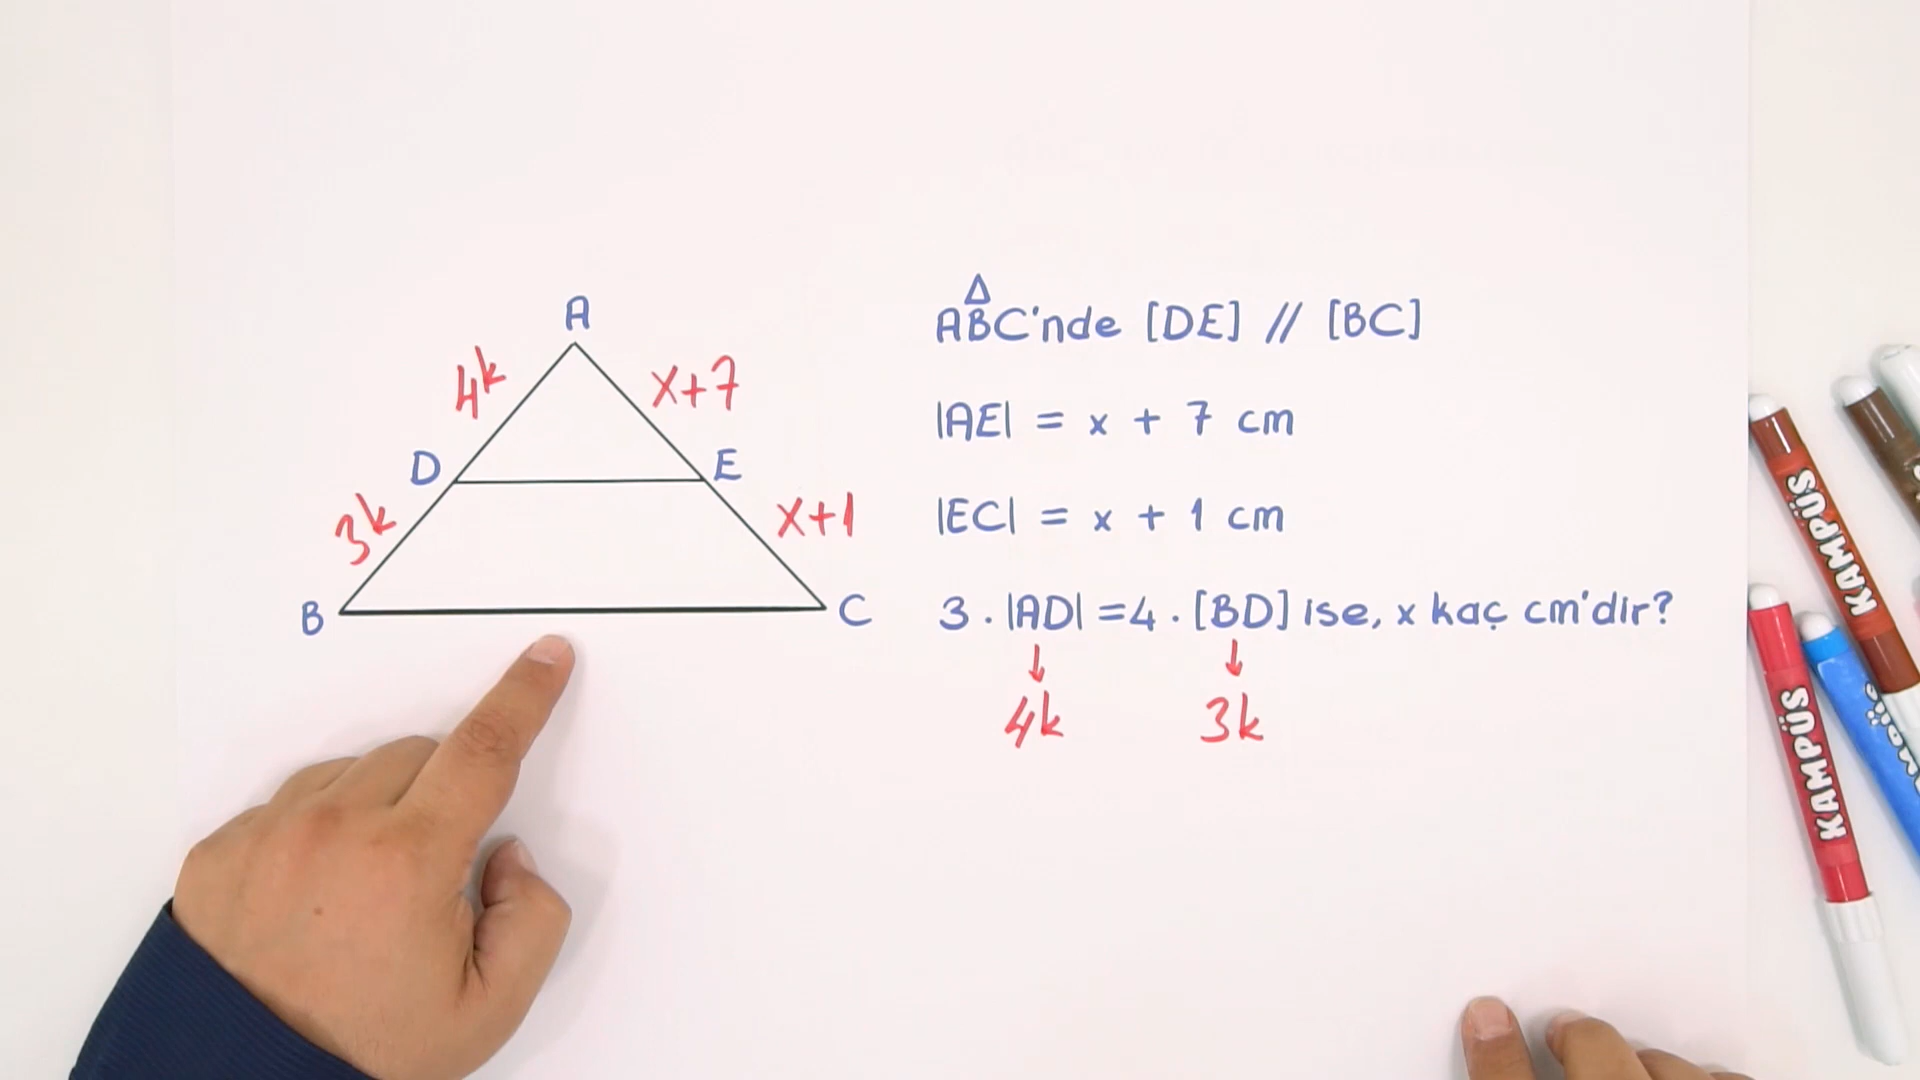 A
4k
x+7
D
E
3k
x+1
B
C
Δ
ABC'nde [DE] // [BC]
|AE| = x + 7 cm
|EC| = x + 1 cm
3 . |AD| = 4 . [BD] ise, x kaç cm'dir?
↓ ↓
4k 3k
KAMPÜS
KAMPÜS